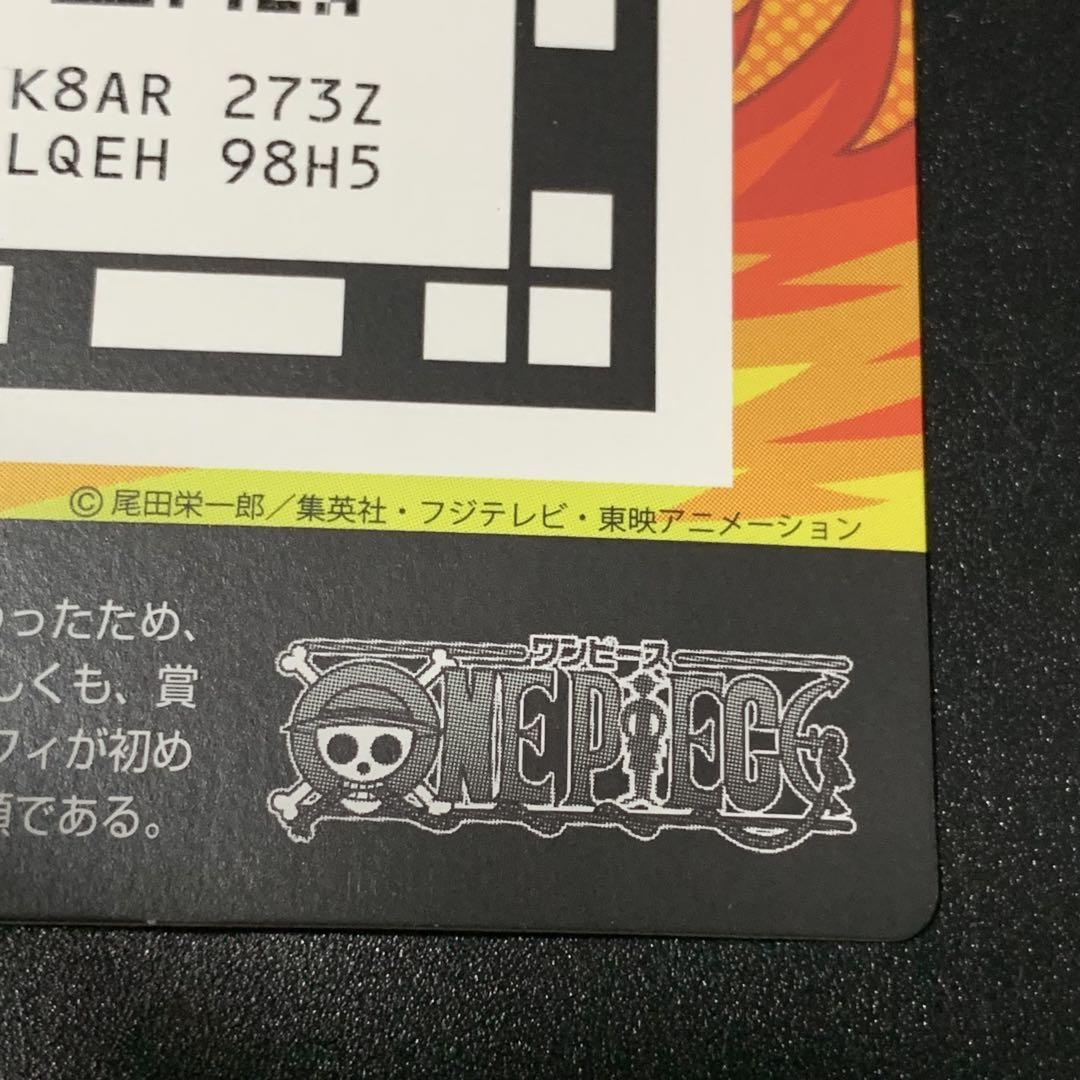 K8AR 273Z
LQEH 98H5
© 尾田栄一郎／集英社・フジテレビ・東映アニメーション
ったため、
しくも、賞
フィが初め
である。
ワンピース
ONE PIECE